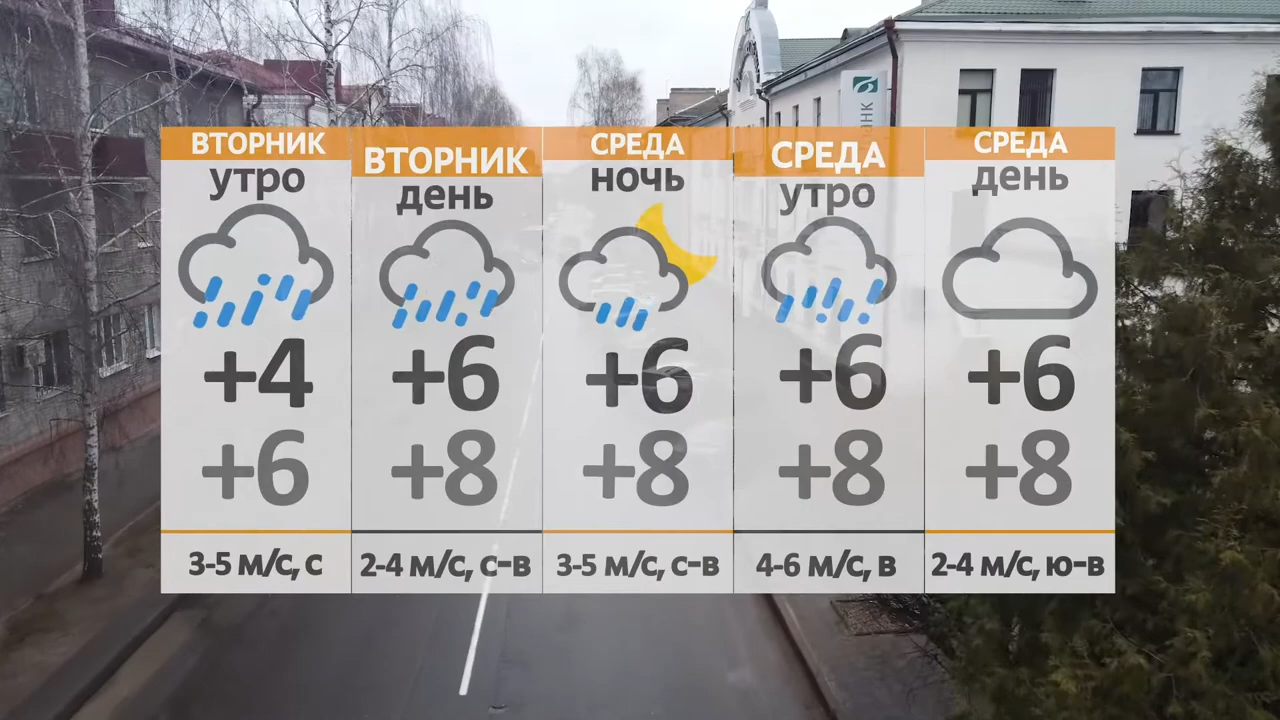 ВТОРНИК
утро
+4
+6
3-5 м/с, с
ВТОРНИК
день
+6
+8
2-4 м/с, с-в
СРЕДА
ночь
+6
+8
3-5 м/с, с-в
СРЕДА
утро
+6
+8
4-6 м/с, в
СРЕДА
день
+6
+8
2-4 м/с, ю-в